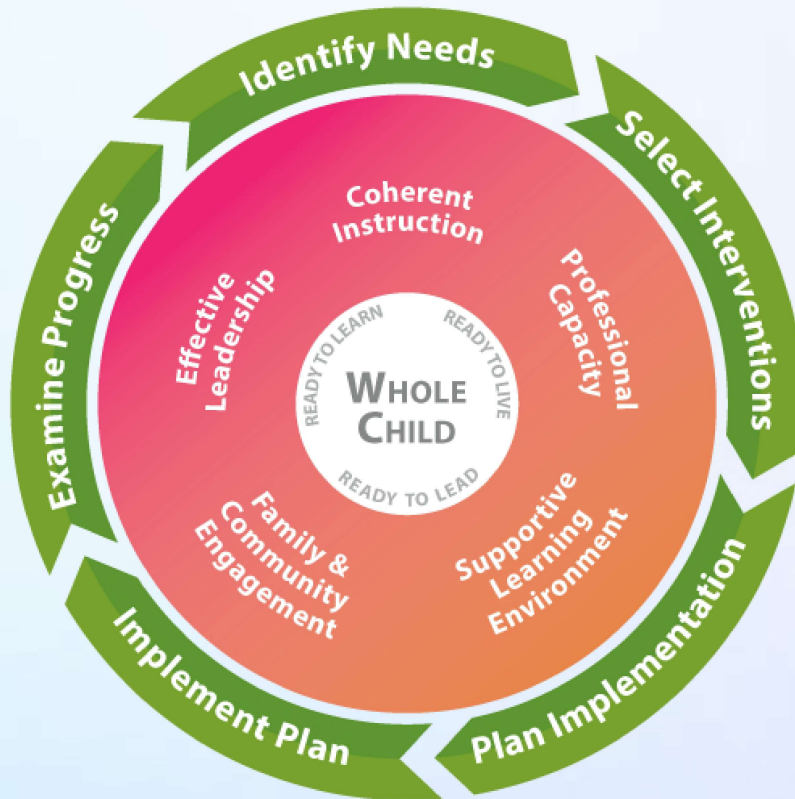 Identify Needs
Select Interventions
Plan Implementation
Implement Plan
Examine Progress
Coherent
Instruction
Professional
Capacity
Supportive
Learning
Environment
Family &
Community
Engagement
Effective
Leadership
READY TO LEARN
READY TO LIVE
READY TO LEAD
WHOLE
CHILD